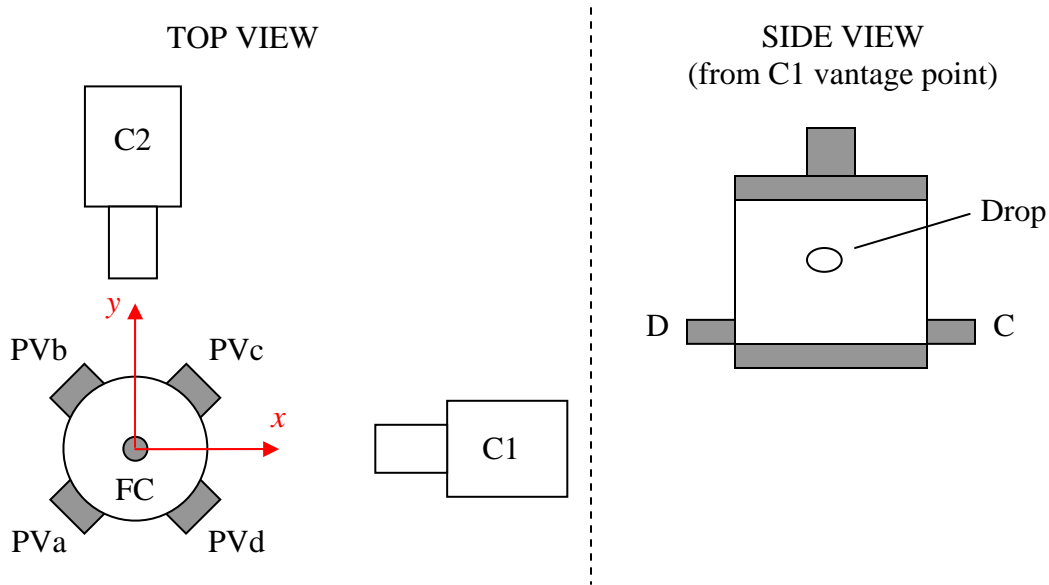 TOP VIEW
C2
y
PVb
PVc
x
FC
C1
PVa
PVd
SIDE VIEW
(from C1 vantage point)
Drop
D
C